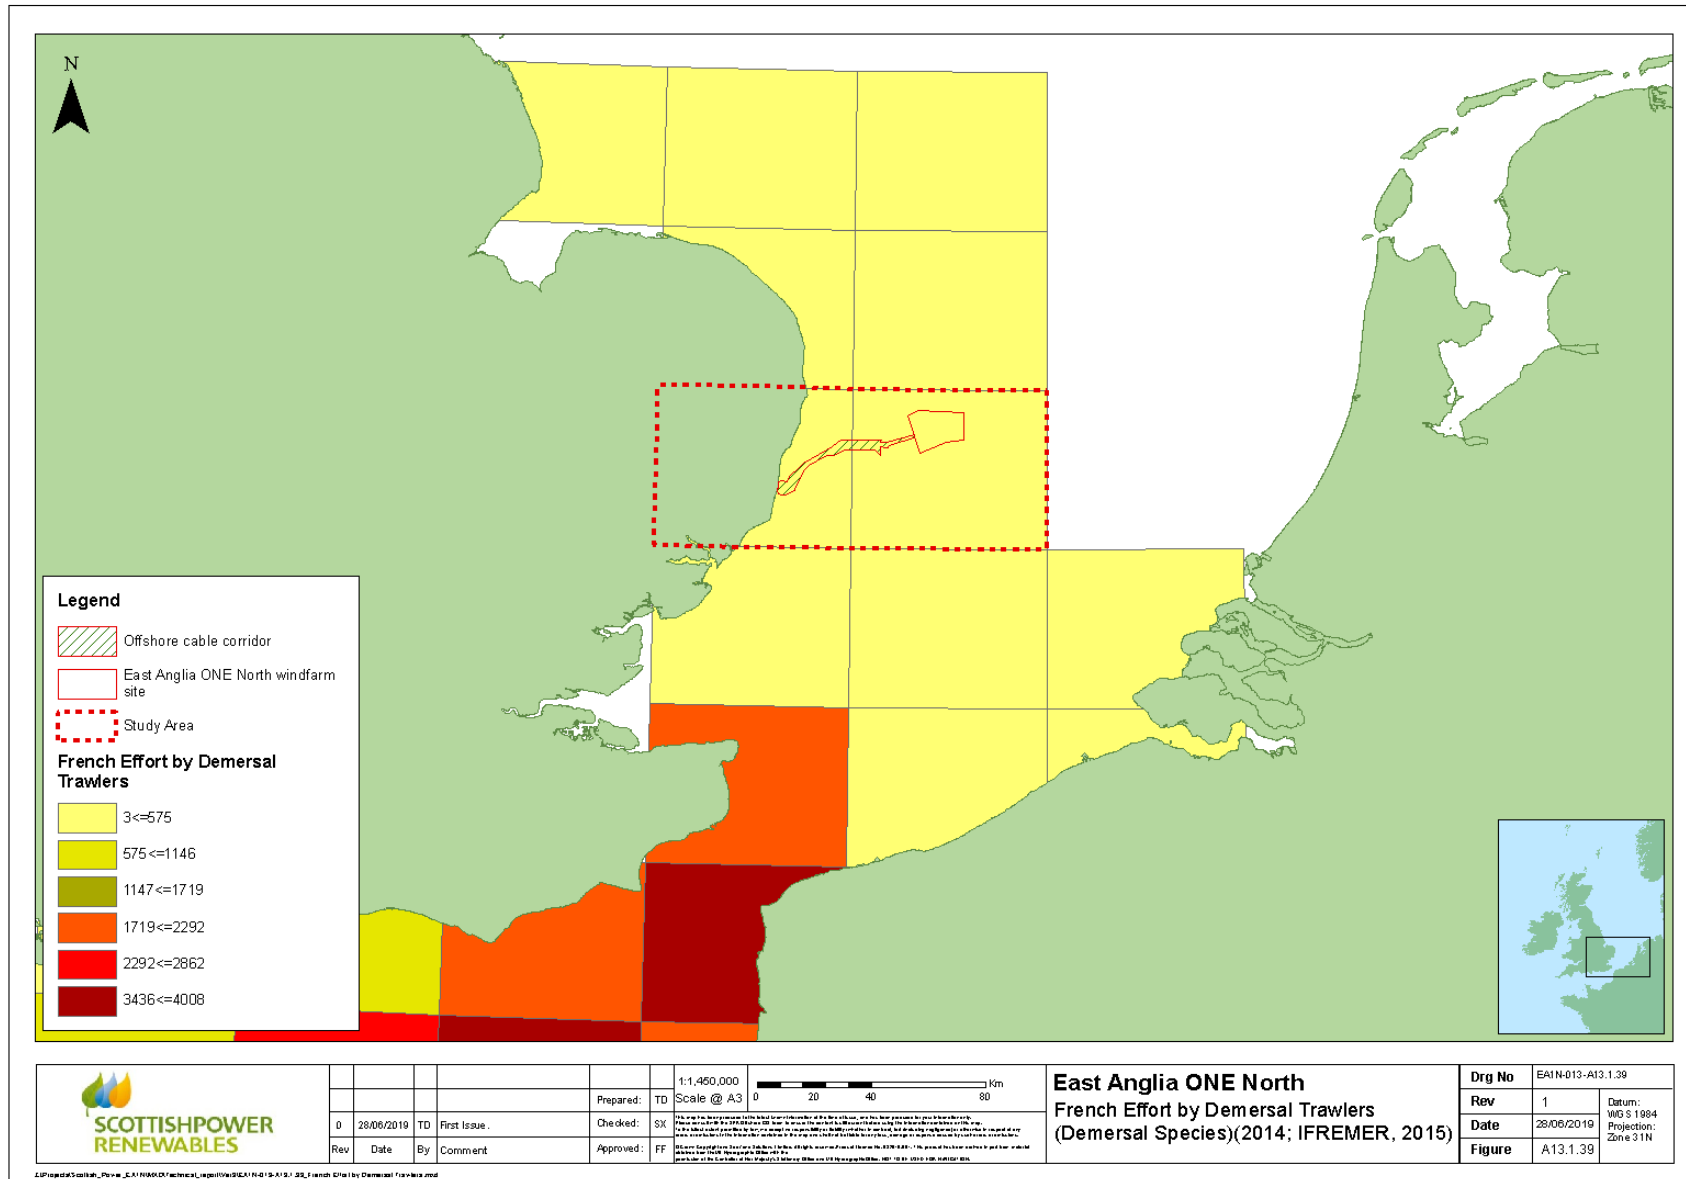 N
Legend
Offshore cable corridor
East Anglia ONE North windfarm
site
Study Area
French Effort by Demersal
Trawlers
3<=575
575<=1146
1147<=1719
1719<=2292
2292<=2862
3436<=4008
SCOTTISHPOWER
RENEWABLES
0 28/06/2019 TD First Issue.
Rev Date By Comment
Prepared: TD
Checked: SX
Approved: FF
1:1,450,000
Scale @ A3
0 20 40 80 Km
East Anglia ONE North
French Effort by Demersal Trawlers
(Demersal Species)(2014; IFREMER, 2015)
Drg No EA1N-013-A13.1.39
Rev 1
Date 28/06/2019
Figure A13.1.39
Datum:
WGS 1984
Projection:
Zone 31N